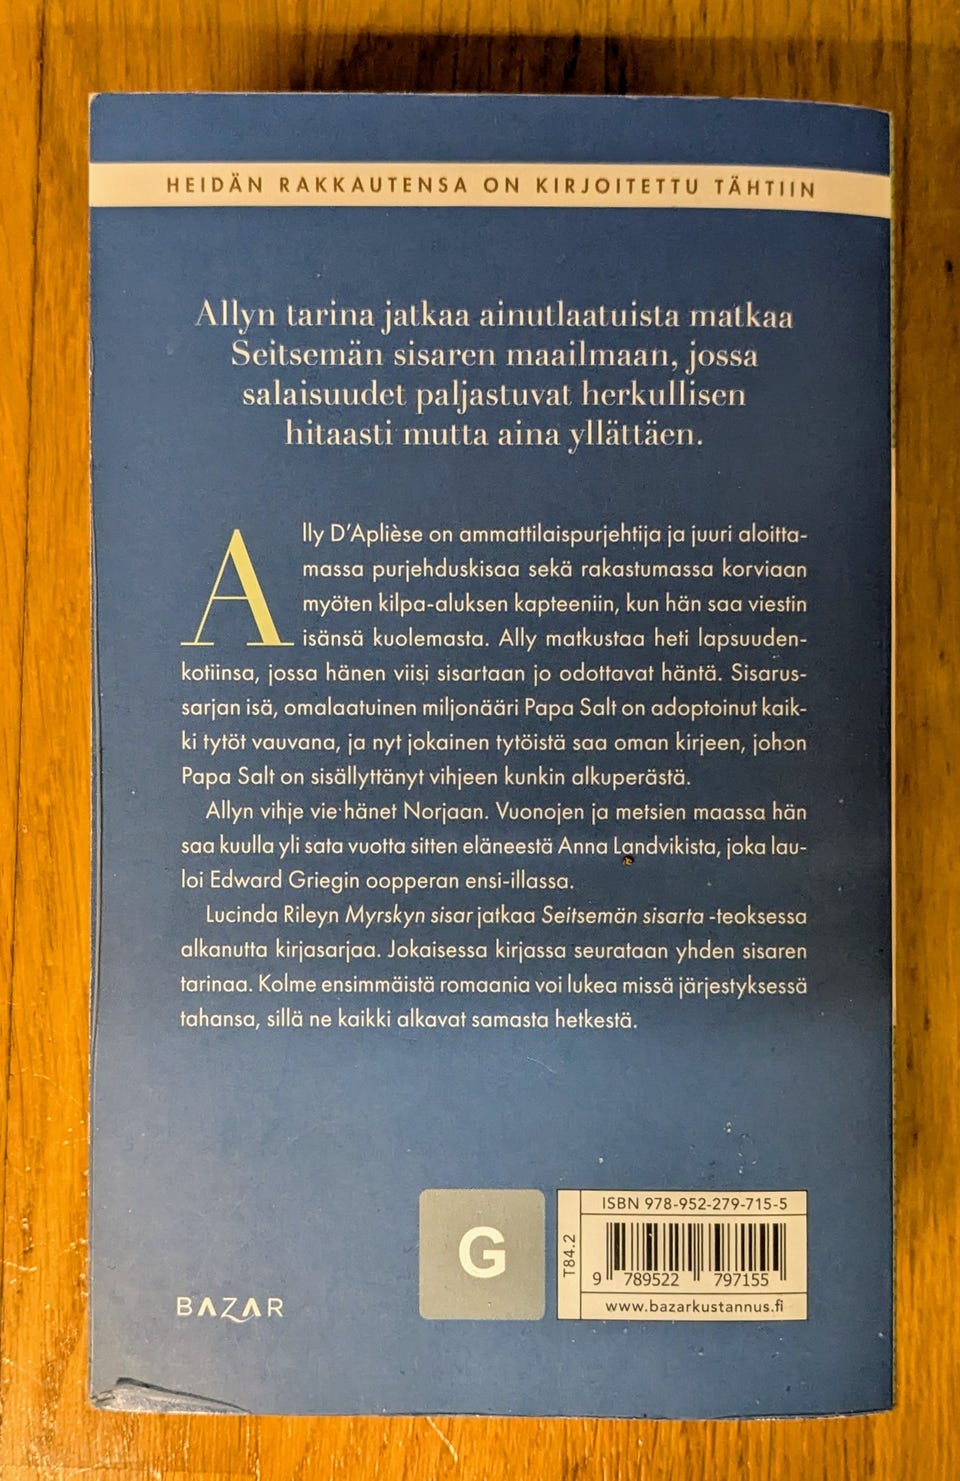 HEIDÄN RAKKAUTENSA ON KIRJOITETTU TÄHTIIN
Allyn tarina jatkaa ainutlaatuista matkaa
Seitsemän sisaren maailmaan, jossa
salaisuudet paljastuvat herkullisen
hitaasti mutta aina yllättäen.
Ally D'Aplièse on ammattilaispurjehtija ja juuri aloitta-
massa purjehduskisaa sekä rakastumassa korviaan
myöten kilpa-aluksen kapteeniin, kun hän saa viestin
isänsä kuolemasta. Ally matkustaa heti lapsuuden-
kotiinsa, jossa hänen viisi sisartaan jo odottavat häntä. Sisarus-
sarjan isä, omalaatuinen miljonääri Papa Salt on adoptoinut kaik-
ki tytöt vauvana, ja nyt jokainen tytöistä saa oman kirjeen, johon
Papa Salt on sisällyttänyt vihjeen kunkin alkuperästä.
Allyn vihje vie hänet Norjaan. Vuonojen ja metsien maassa hän
saa kuulla yli sata vuotta sitten eläneestä Anna Landvikista, joka lau-
loi Edward Griegin oopperan ensi-illassa.
Lucinda Rileyn Myrskyn sisar jatkaa Seitsemän sisarta -teoksessa
alkanutta kirjasarjaa. Jokaisessa kirjassa seurataan yhden sisaren
tarinaa. Kolme ensimmäistä romaania voi lukea missä järjestyksessä
tahansa, sillä ne kaikki alkavat samasta hetkestä.
BAZAR
G
T84.2
ISBN 978-952-279-715-5
9 789522 797155
www.bazarkustannus.fi